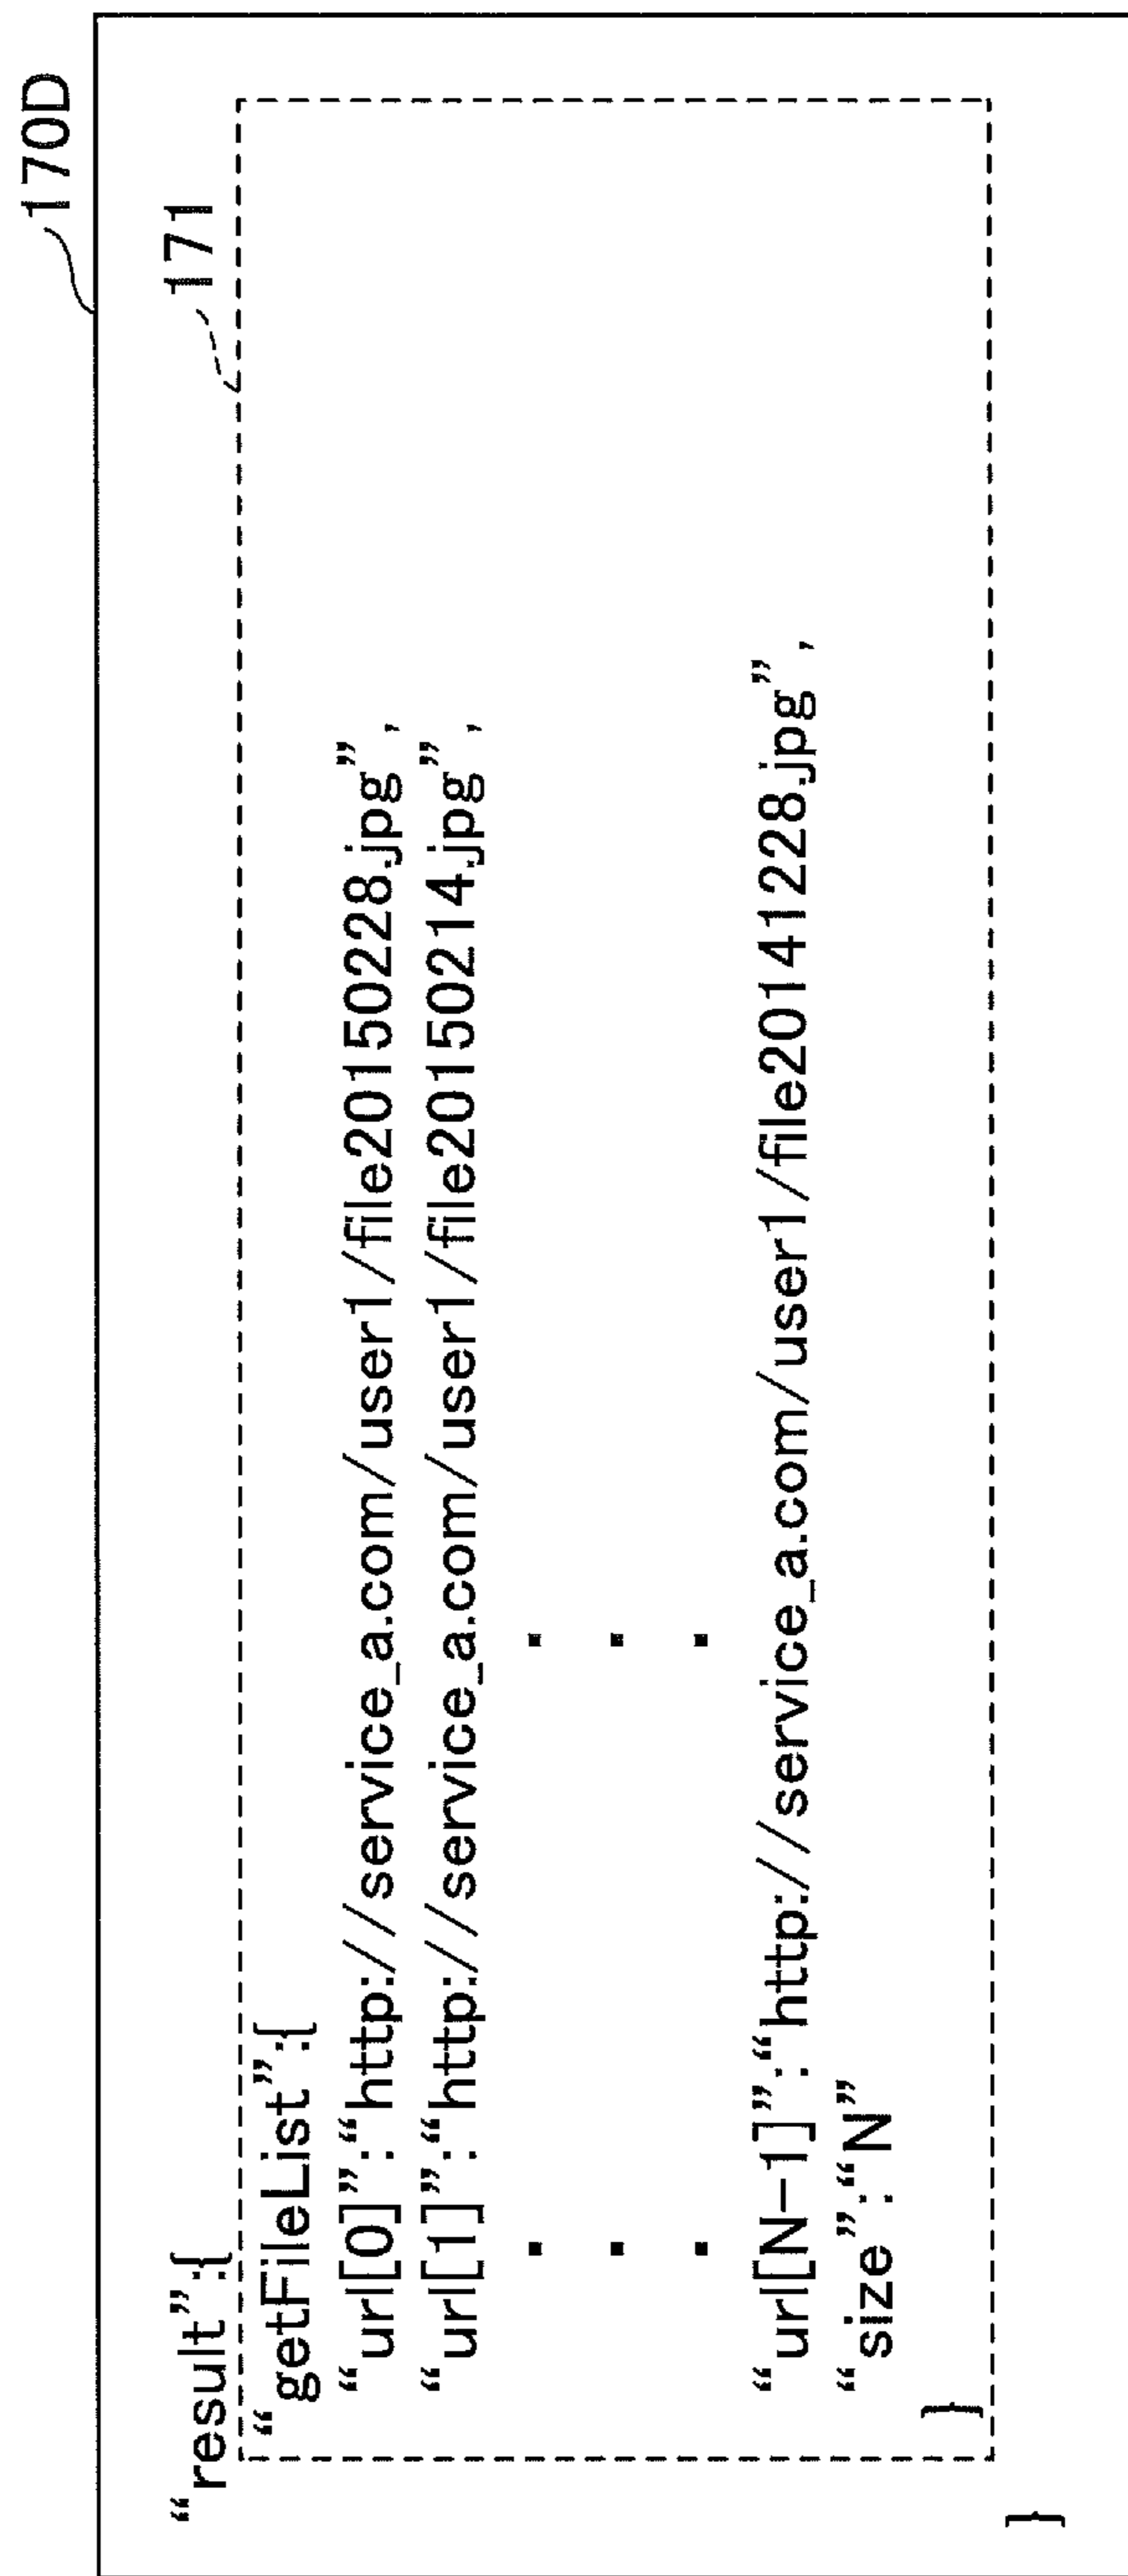 170D
171
“result”:{
“getFileList”:{
“url[0]”:“http://service_a.com/user1/file20150228.jpg”,
“url[1]”:“http://service_a.com/user1/file20150214.jpg”,
. .
. .
. .
“url[N-1]”:“http://service_a.com/user1/file20141228.jpg”,
“size”:“N”
}
}